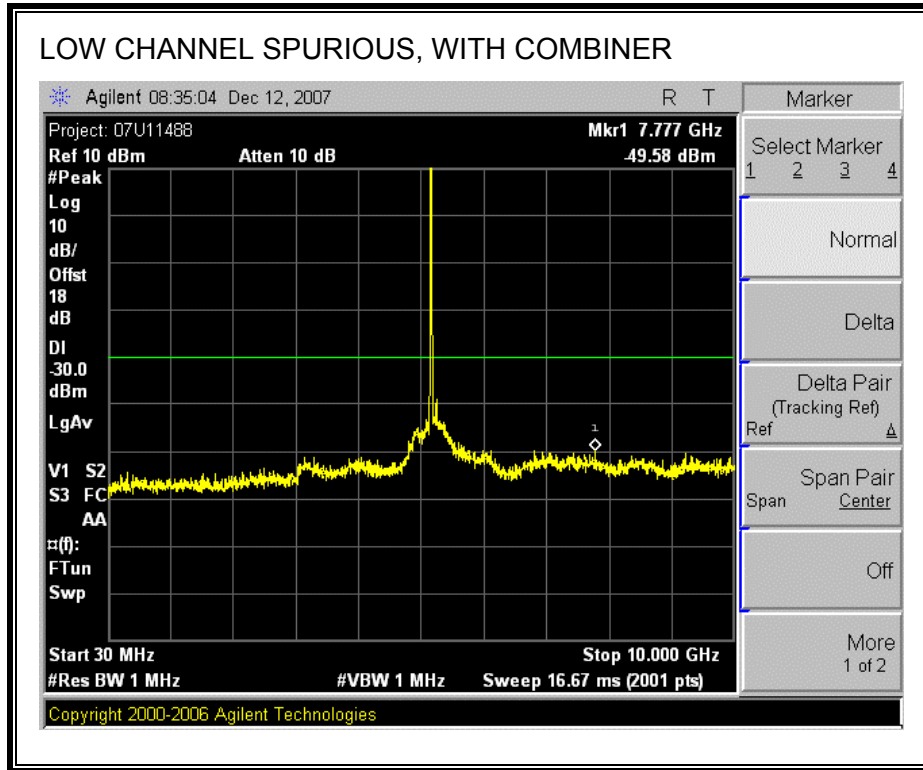 LOW CHANNEL SPURIOUS, WITH COMBINER
Agilent 08:35:04 Dec 12, 2007 R T
Project: 07U11488 Mkr1 7.777 GHz
Ref 10 dBm Atten 10 dB -49.58 dBm
#Peak
Log
10
dB/
Offst
18
dB
DI
-30.0
dBm
LgAv
V1 S2
S3 FC
AA
¤(f):
FTun
Swp
1
Start 30 MHz Stop 10.000 GHz
#Res BW 1 MHz #VBW 1 MHz Sweep 16.67 ms (2001 pts)
Copyright 2000-2006 Agilent Technologies
Marker
Select Marker
1 2 3 4
Normal
Delta
Delta Pair
(Tracking Ref)
Ref Δ
Span Pair
Span Center
Off
More
1 of 2